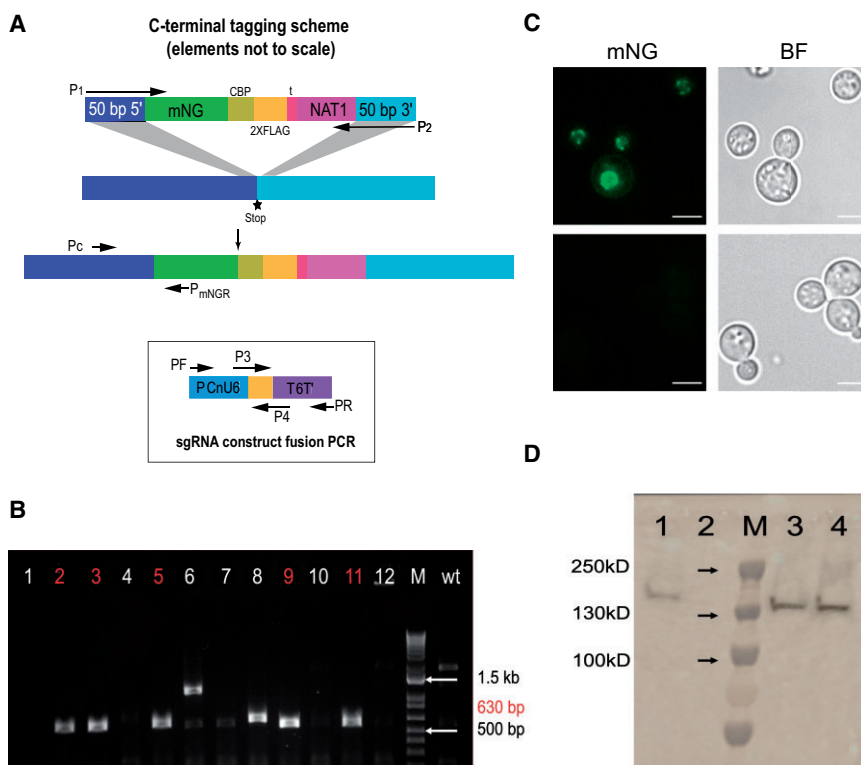 A
C-terminal tagging scheme
(elements not to scale)
P1
CBP
t
50 bp 5'
mNG
NAT1
50 bp 3'
2XFLAG
P2
Stop
Pc
PmNGR
PF
P3
PCnU6
T6T'
P4
PR
sgRNA construct fusion PCR
B
1 2 3 4 5 6 7 8 9 10 11 12 M wt
1.5 kb
630 bp
500 bp
C
mNG BF
D
1 2 M 3 4
250kD
130kD
100kD